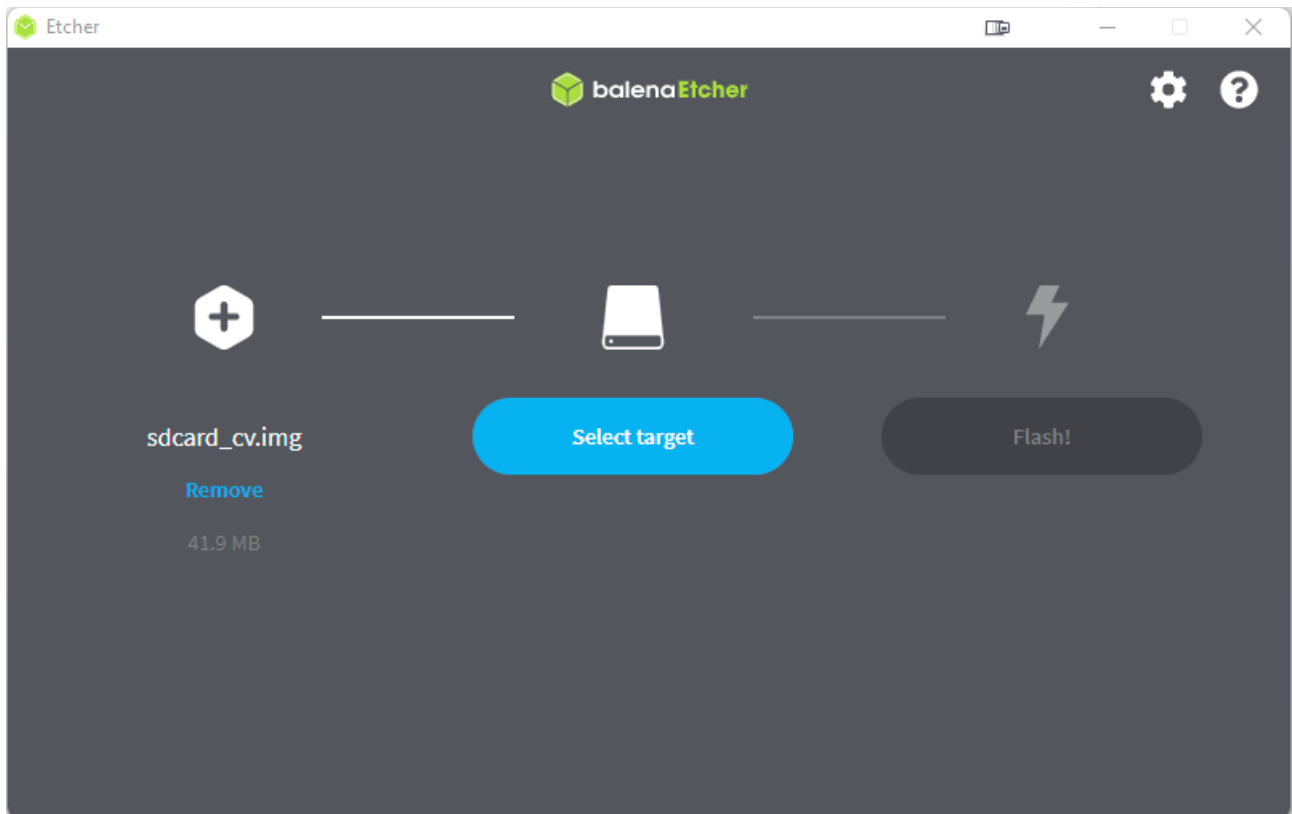 Etcher
balenaEtcher
sdcard_cv.img
Select target
Flash!
Remove
41.9 MB